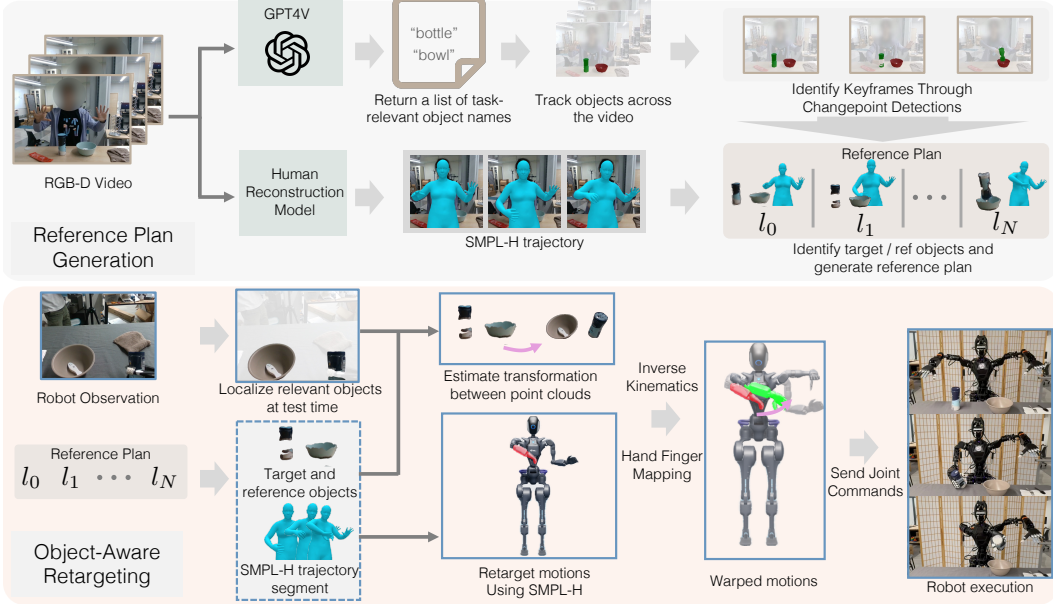 GPT4V
“bottle”
“bowl”
Return a list of task-
relevant object names
Track objects across
the video
Identify Keyframes Through
Changepoint Detections
RGB-D Video
Human
Reconstruction
Model
SMPL-H trajectory
Reference Plan
l0
l1
• • •
lN
Identify target / ref objects and
generate reference plan
Reference Plan
Generation
Robot Observation
Localize relevant objects
at test time
Estimate transformation
between point clouds
Reference Plan
l0 l1 • • • lN
Target and
reference objects
SMPL-H trajectory
segment
Object-Aware
Retargeting
Retarget motions
Using SMPL-H
Inverse
Kinematics
Hand Finger
Mapping
Warped motions
Send Joint
Commands
Robot execution